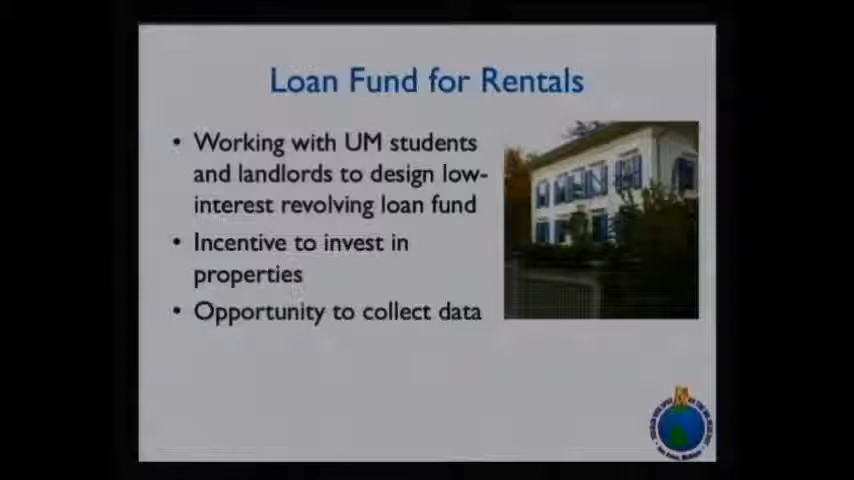 Loan Fund for Rentals
• Working with UM students
and landlords to design low-
interest revolving loan fund
• Incentive to invest in
properties
• Opportunity to collect data